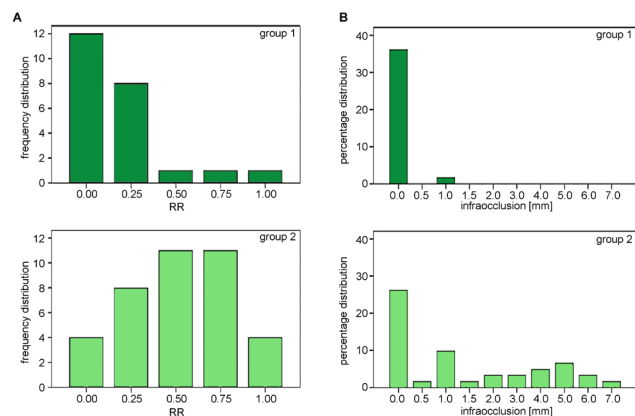 A
group 1
frequency distribution
12
10
8
6
4
2
0
0.00 0.25 0.50 0.75 1.00
RR
B
group 1
percentage distribution
40
30
20
10
0
0.0 0.5 1.0 1.5 2.0 3.0 4.0 5.0 6.0 7.0
infraocclusion [mm]
group 2
frequency distribution
12
10
8
6
4
2
0
0.00 0.25 0.50 0.75 1.00
RR
group 2
percentage distribution
40
30
20
10
0
0.0 0.5 1.0 1.5 2.0 3.0 4.0 5.0 6.0 7.0
infraocclusion [mm]